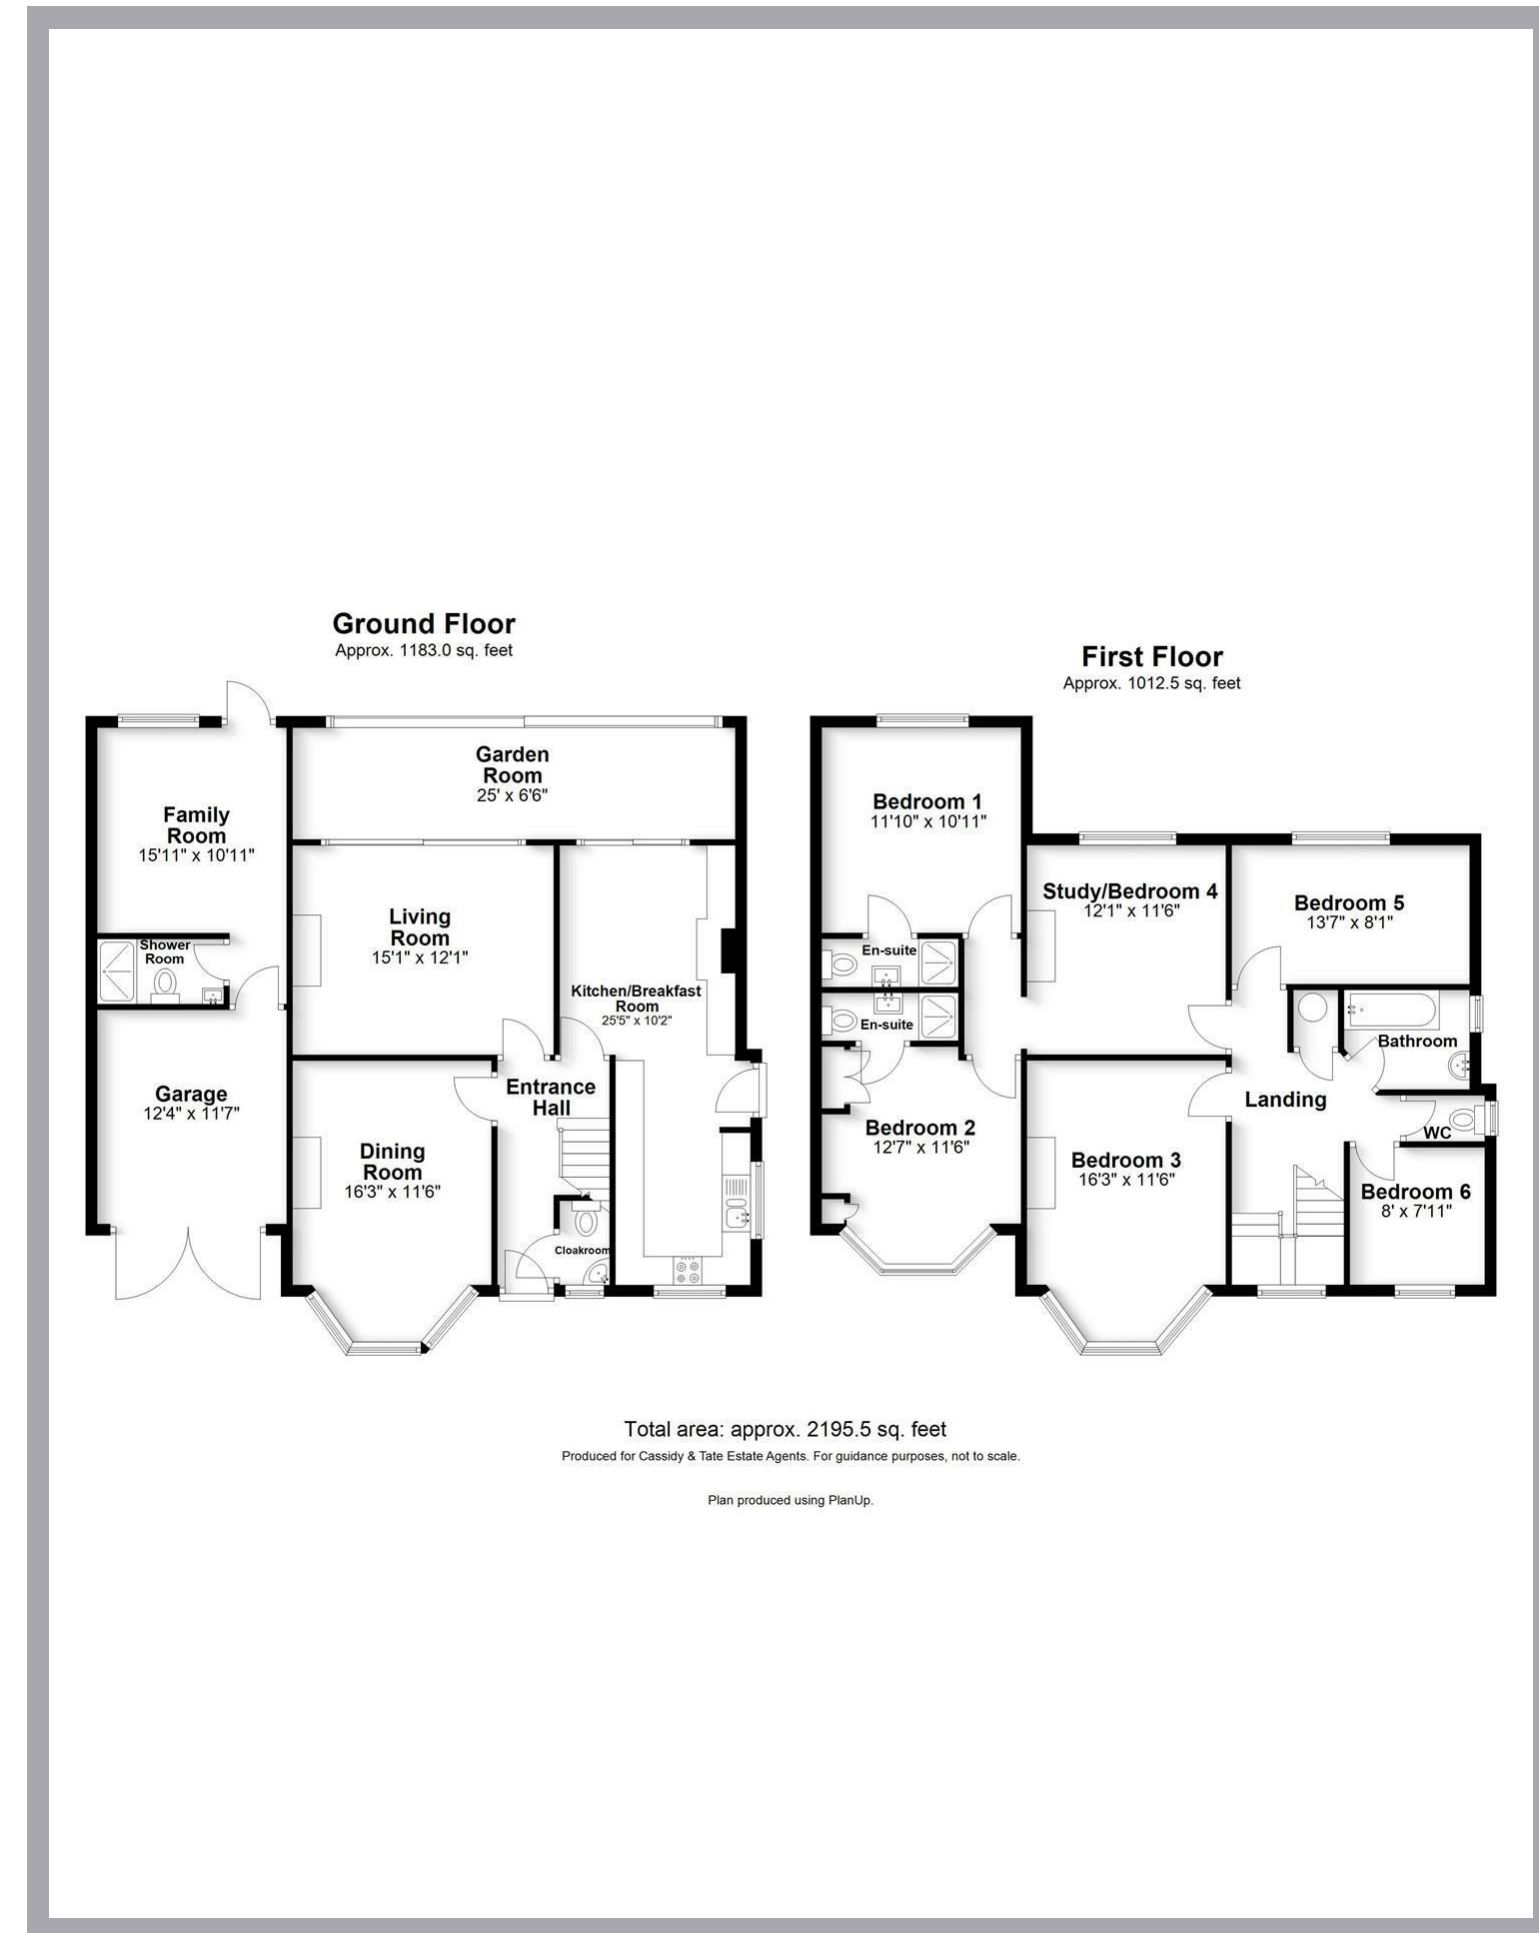 Ground Floor
Approx. 1183.0 sq. feet
Garden
Room
25' x 6'6"
Family
Room
15'11" x 10'11"
Living
Room
15'1" x 12'1"
Shower
Room
Kitchen/Breakfast
Room
25'5" x 10'2"
Garage
12'4" x 11'7"
Entrance
Hall
Dining
Room
16'3" x 11'6"
Cloakroom
First Floor
Approx. 1012.5 sq. feet
Bedroom 1
11'10" x 10'11"
Study/Bedroom 4
12'1" x 11'6"
Bedroom 5
13'7" x 8'1"
En-suite
En-suite
Bathroom
Landing
Bedroom 2
12'7" x 11'6"
WC
Bedroom 3
16'3" x 11'6"
Bedroom 6
8' x 7'11"
Total area: approx. 2195.5 sq. feet
Produced for Cassidy & Tate Estate Agents. For guidance purposes, not to scale.
Plan produced using PlanUp.